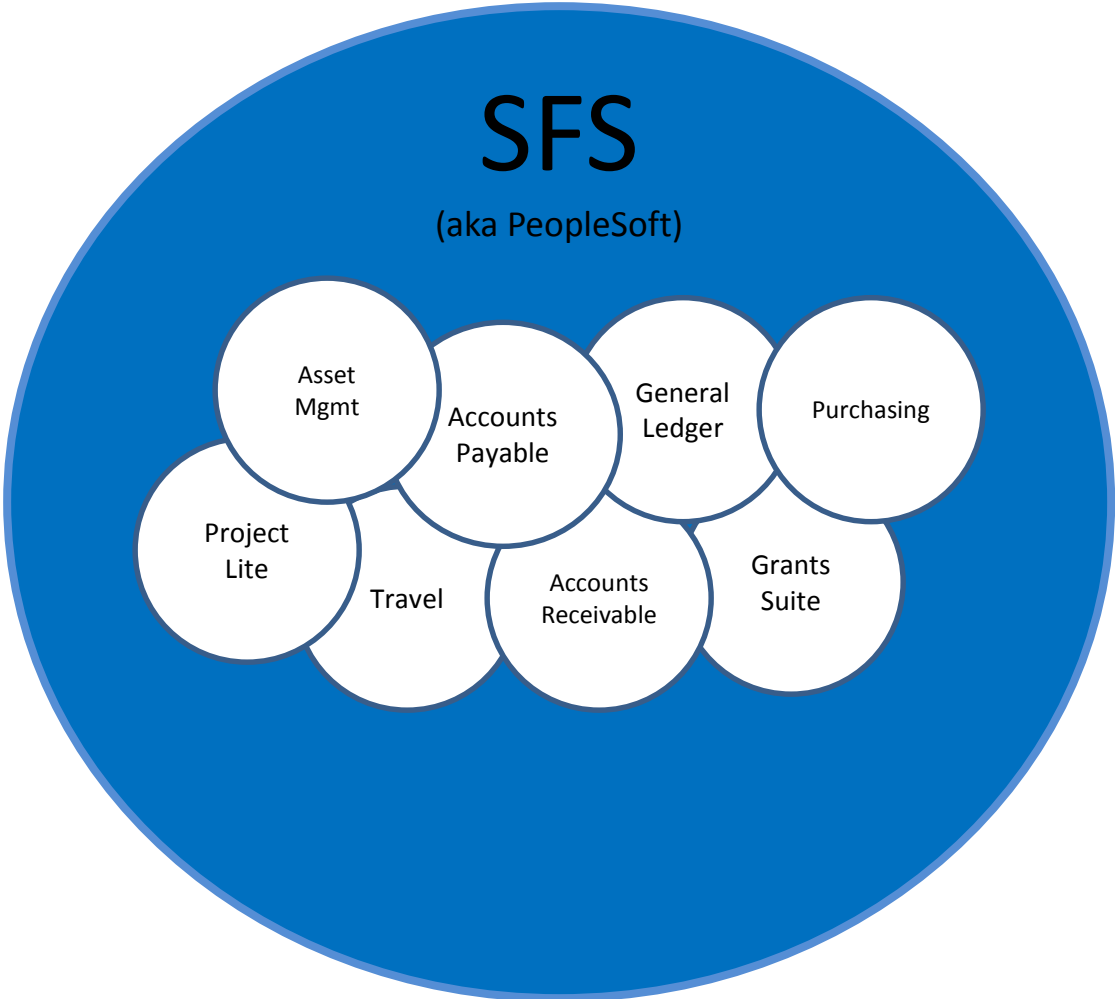 SFS
(aka PeopleSoft)
Asset
Mgmt
Accounts
Payable
General
Ledger
Purchasing
Project
Lite
Travel
Accounts
Receivable
Grants
Suite